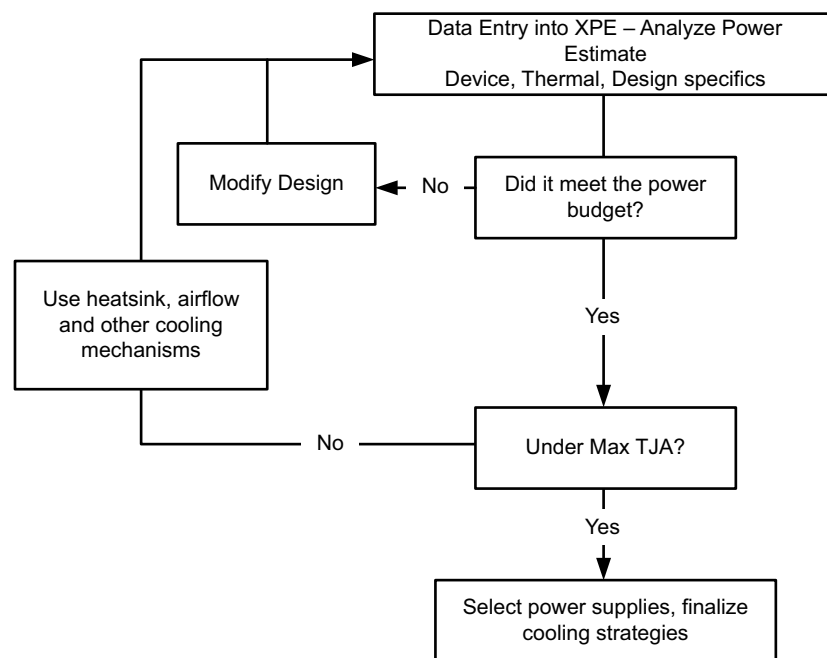 Data Entry into XPE – Analyze Power
Estimate
Device, Thermal, Design specifics
Modify Design
No
Did it meet the power
budget?
Use heatsink, airflow
and other cooling
mechanisms
Yes
No
Under Max TJA?
Yes
Select power supplies, finalize
cooling strategies